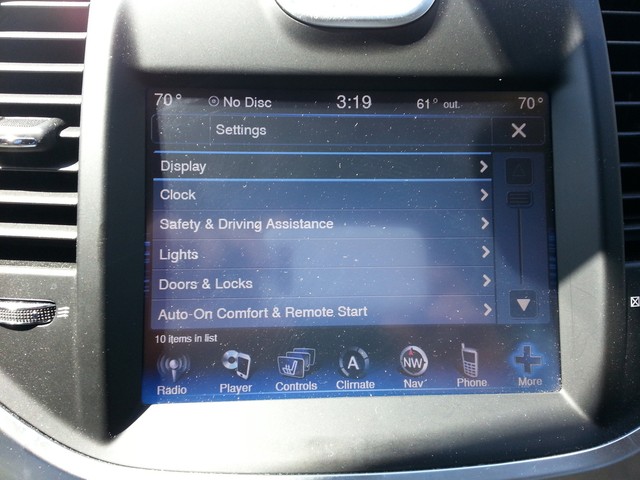 70° No Disc 3:19 61° out. 70°
Settings X
Display
Clock
Safety & Driving Assistance
Lights
Doors & Locks
Auto-On Comfort & Remote Start
10 items in list
A NW
Radio Player Controls Climate Nav Phone More